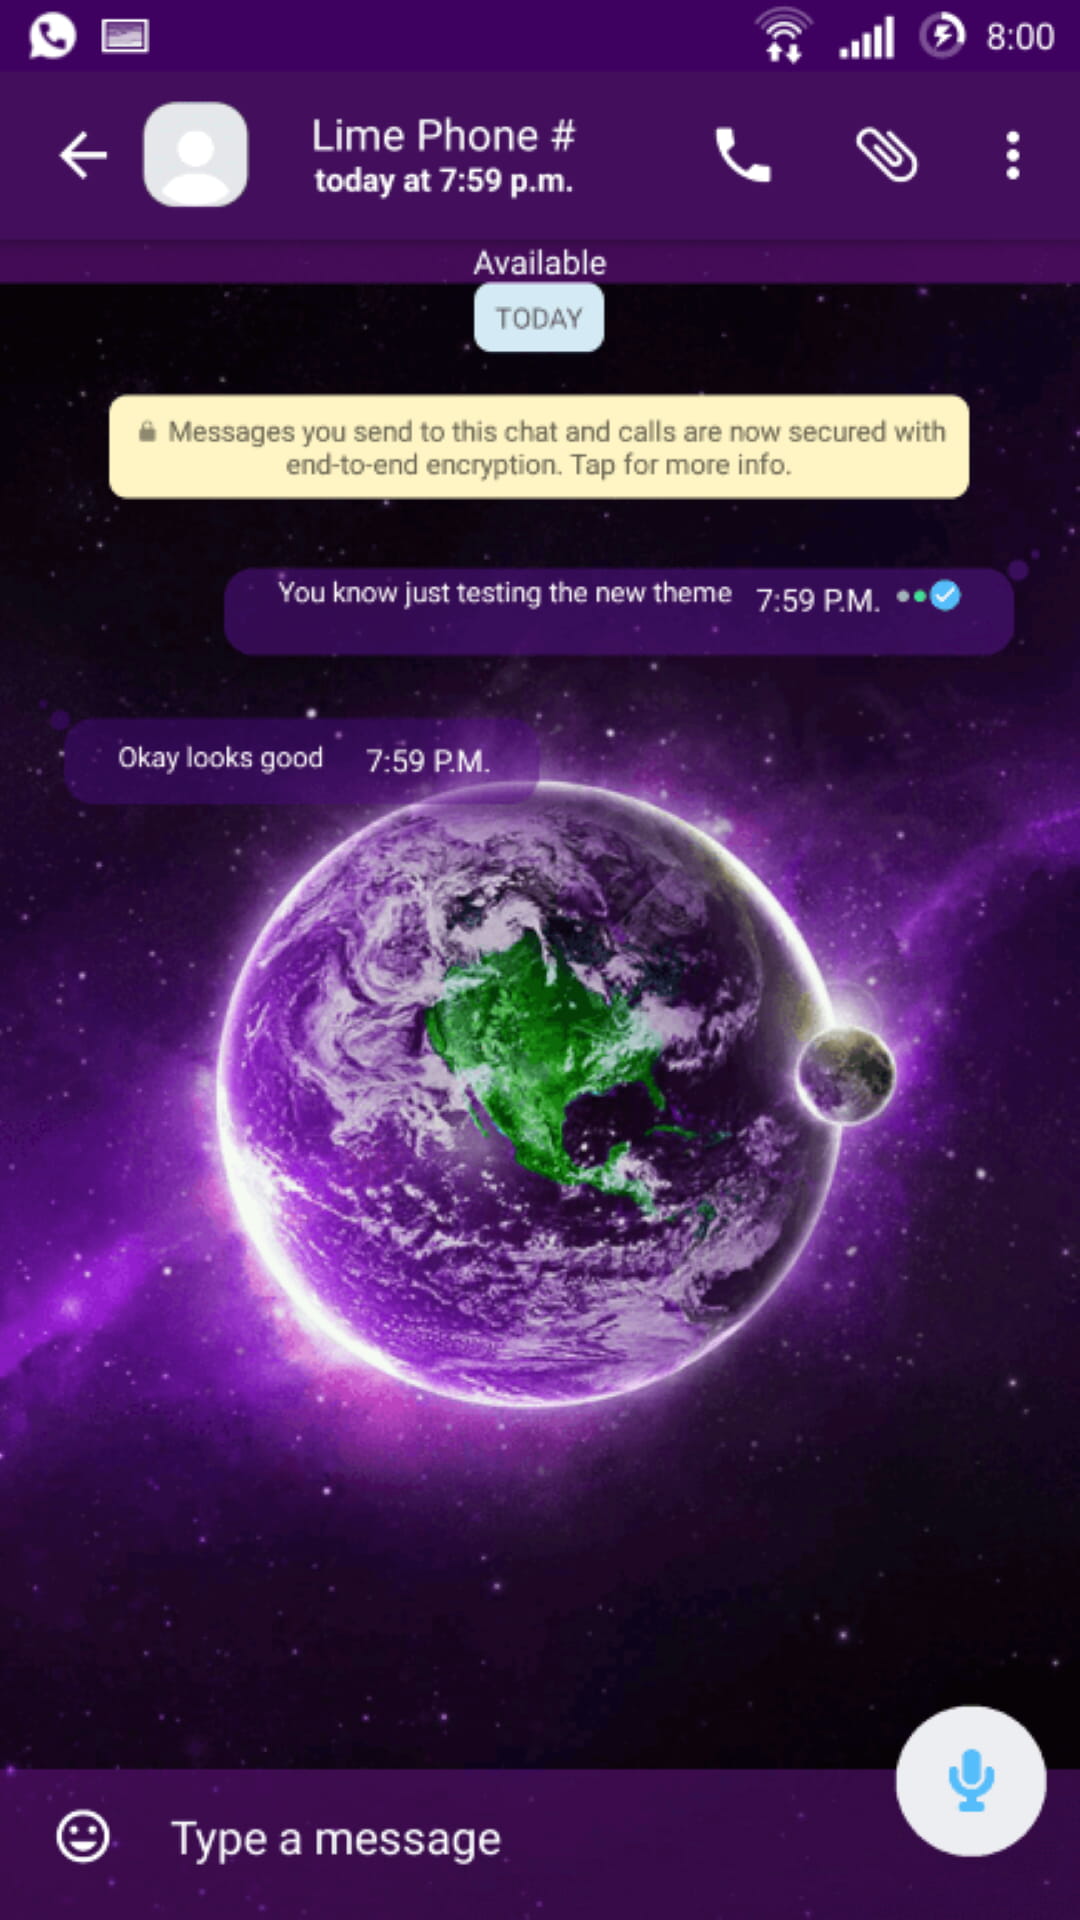 8:00
Lime Phone #
today at 7:59 p.m.
Available
TODAY
Messages you send to this chat and calls are now secured with
end-to-end encryption. Tap for more info.
You know just testing the new theme 7:59 P.M.
Okay looks good 7:59 P.M.
Type a message